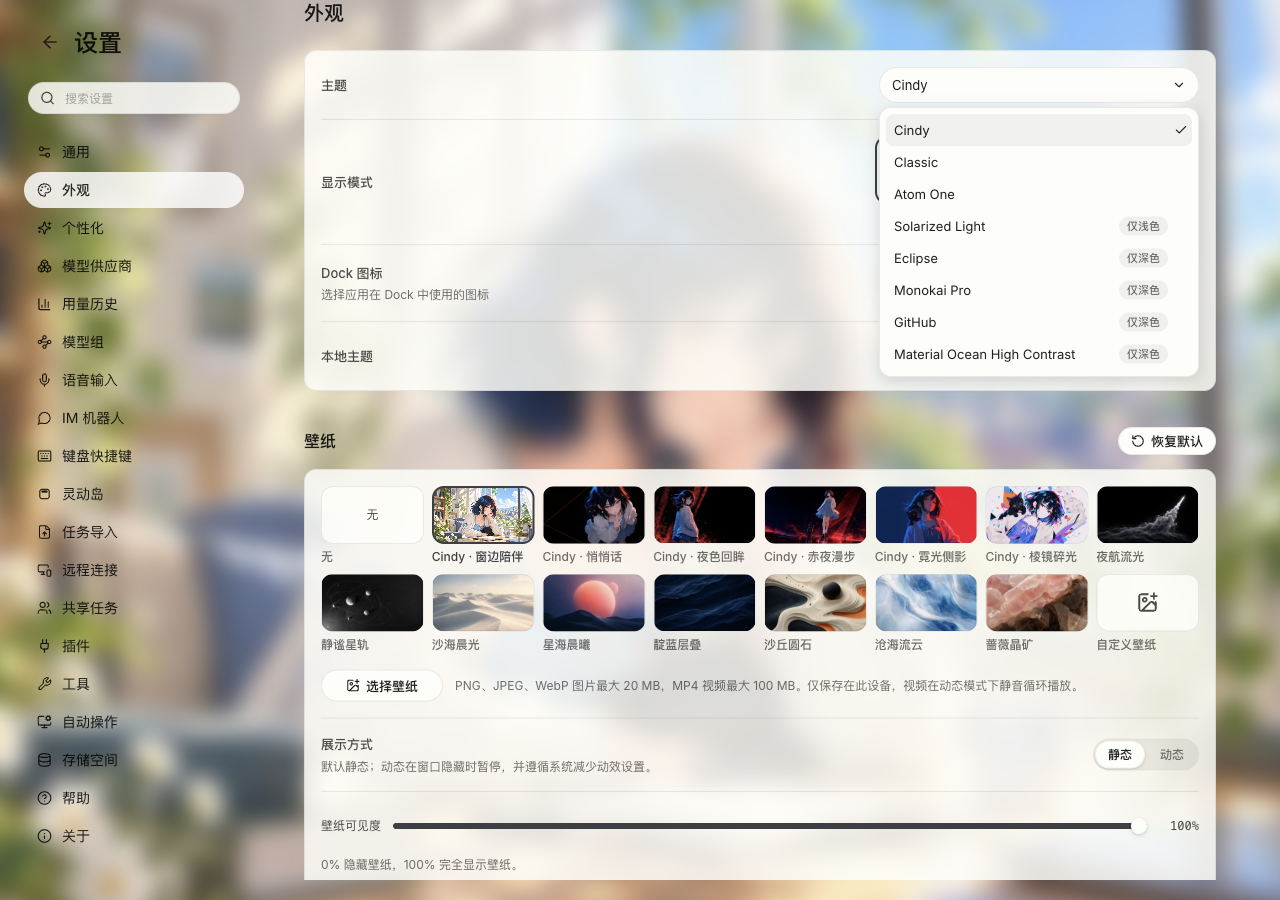 外观
设置
搜索设置
通用
外观
个性化
模型供应商
用量历史
模型组
语音输入
IM 机器人
键盘快捷键
灵动岛
任务导入
远程连接
共享任务
插件
工具
自动操作
存储空间
帮助
关于
主题
Cindy
Cindy
Classic
Atom One
Solarized Light 仅浅色
Eclipse 仅深色
Monokai Pro 仅深色
GitHub 仅深色
Material Ocean High Contrast 仅深色
显示模式
Dock 图标
选择应用在 Dock 中使用的图标
本地主题
壁纸
恢复默认
无
无
Cindy · 窗边陪伴
Cindy · 悄悄话
Cindy · 夜色回眸
Cindy · 赤夜漫步
Cindy · 霓光侧影
Cindy · 棱镜碎光
夜航流光
静谧星轨
沙海晨光
星海晨曦
靛蓝层叠
沙丘圆石
沧海流云
蔷薇晶矿
自定义壁纸
选择壁纸
PNG、JPEG、WebP 图片最大 20 MB，MP4 视频最大 100 MB。仅保存在此设备，视频在动态模式下静音循环播放。
展示方式
默认静态；动态在窗口隐藏时暂停，并遵循系统减少动效设置。
静态
动态
壁纸可见度
100%
0% 隐藏壁纸，100% 完全显示壁纸。